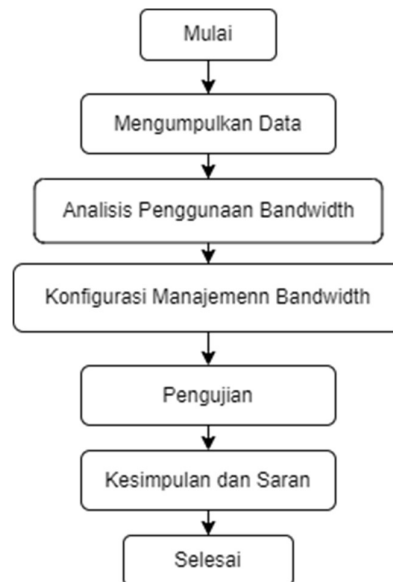 Mulai
Mengumpulkan Data
Analisis Penggunaan Bandwidth
Konfigurasi Manajemenn Bandwidth
Pengujian
Kesimpulan dan Saran
Selesai